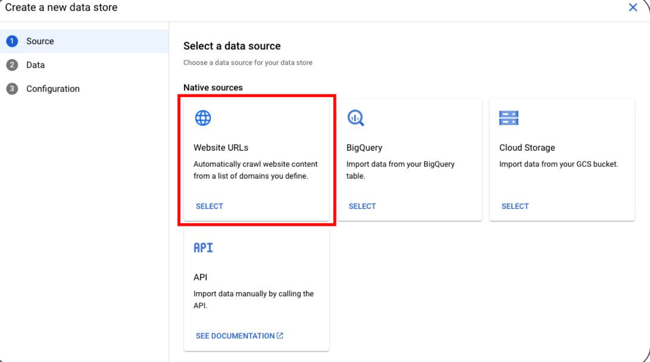 Create a new data store
1 Source
2 Data
3 Configuration
Select a data source
Choose a data source for your data store
Native sources
Website URLs
Automatically crawl website content
from a list of domains you define.
SELECT
BigQuery
Import data from your BigQuery
table.
SELECT
Cloud Storage
Import data from your GCS bucket.
SELECT
API
API
Import data manually by calling the
API.
SEE DOCUMENTATION